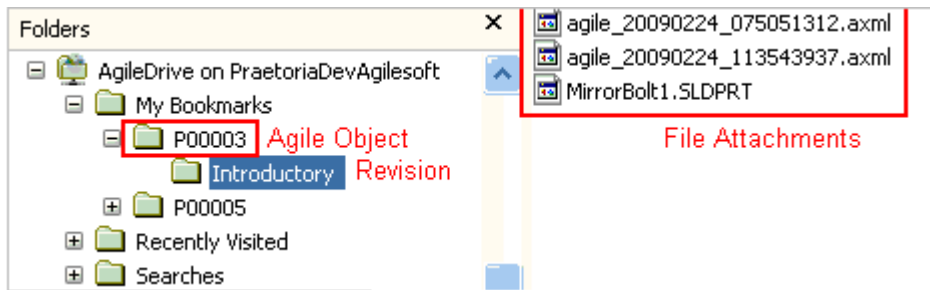 Folders
AgileDrive on PraetoriaDevAgilesoft
My Bookmarks
P00003 Agile Object
Introductory Revision
P00005
Recently Visited
Searches
agile_20090224_075051312.axml
agile_20090224_113543937.axml
MirrorBolt1.SLDPRT
File Attachments